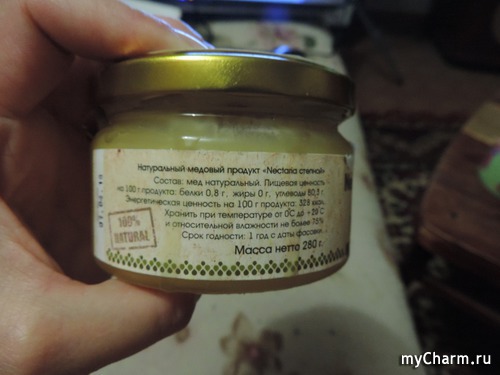 Натуральный медовый продукт «Nectaria степной»
Состав: мед натуральный. Пищевая ценность
на 100 г продукта: белки 0,8 г, жиры 0 г, углеводы 80,3 г.
Энергетическая ценность на 100 г продукта: 328 ккал.
Хранить при температуре от 0°С до +20°С
и относительной влажности не более 75%
Срок годности: 1 год с даты фасовки.
Масса нетто 280 г.
100%
NATURAL
myCharm.ru